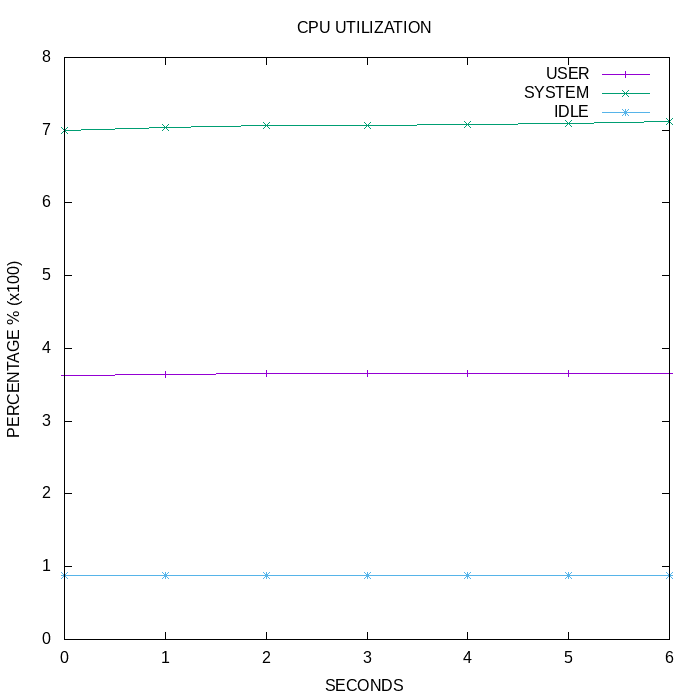 CPU UTILIZATION
USER
SYSTEM
IDLE
PERCENTAGE % (x100)
8
7
6
5
4
3
2
1
0
0 1 2 3 4 5 6
SECONDS